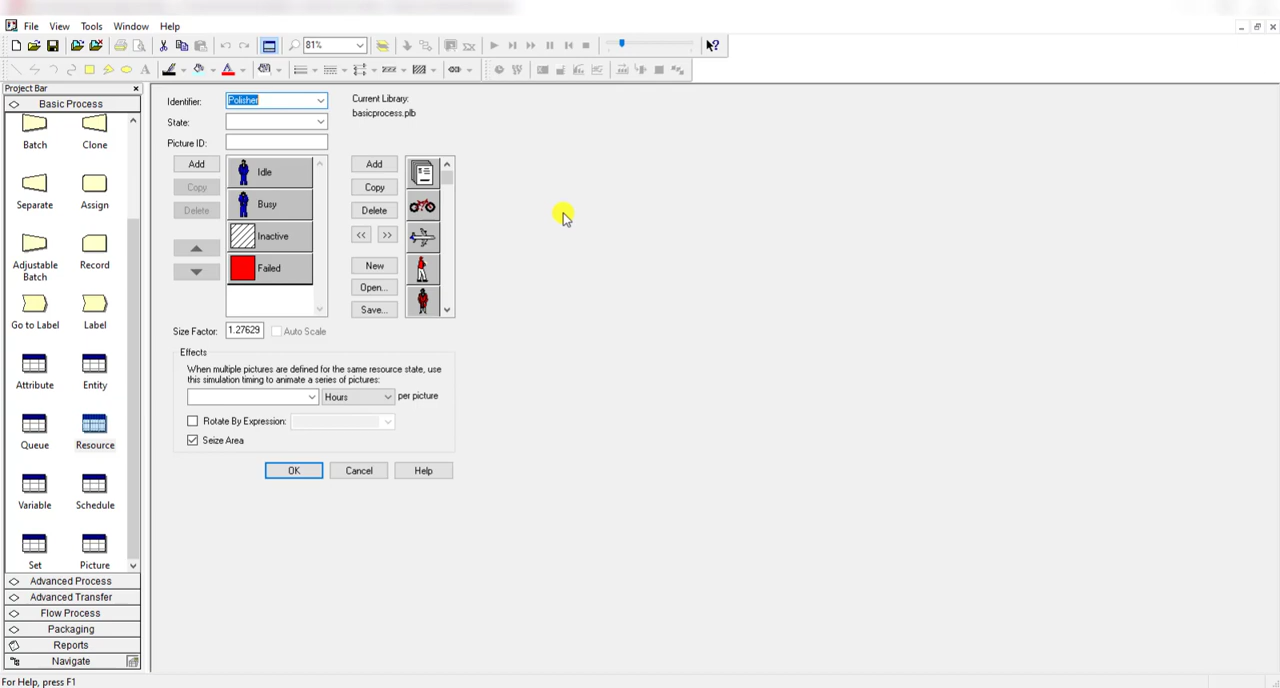 File View Tools Window Help
81%
Project Bar
Basic Process
Batch Clone
Separate Assign
Adjustable Batch Record
Go to Label Label
Attribute Entity
Queue Resource
Variable Schedule
Set Picture
Advanced Process
Advanced Transfer
Flow Process
Packaging
Reports
Navigate
Identifier: Polisher
State:
Picture ID:
Add
Copy
Delete
Idle
Busy
Inactive
Failed
Current Library:
basicprocess.plb
Add
Copy
Delete
<< >>
New
Open...
Save...
Size Factor: 1.27629 Auto Scale
Effects
When multiple pictures are defined for the same resource state, use
this simulation timing to animate a series of pictures:
Hours per picture
Rotate By Expression:
Seize Area
OK Cancel Help
For Help, press F1